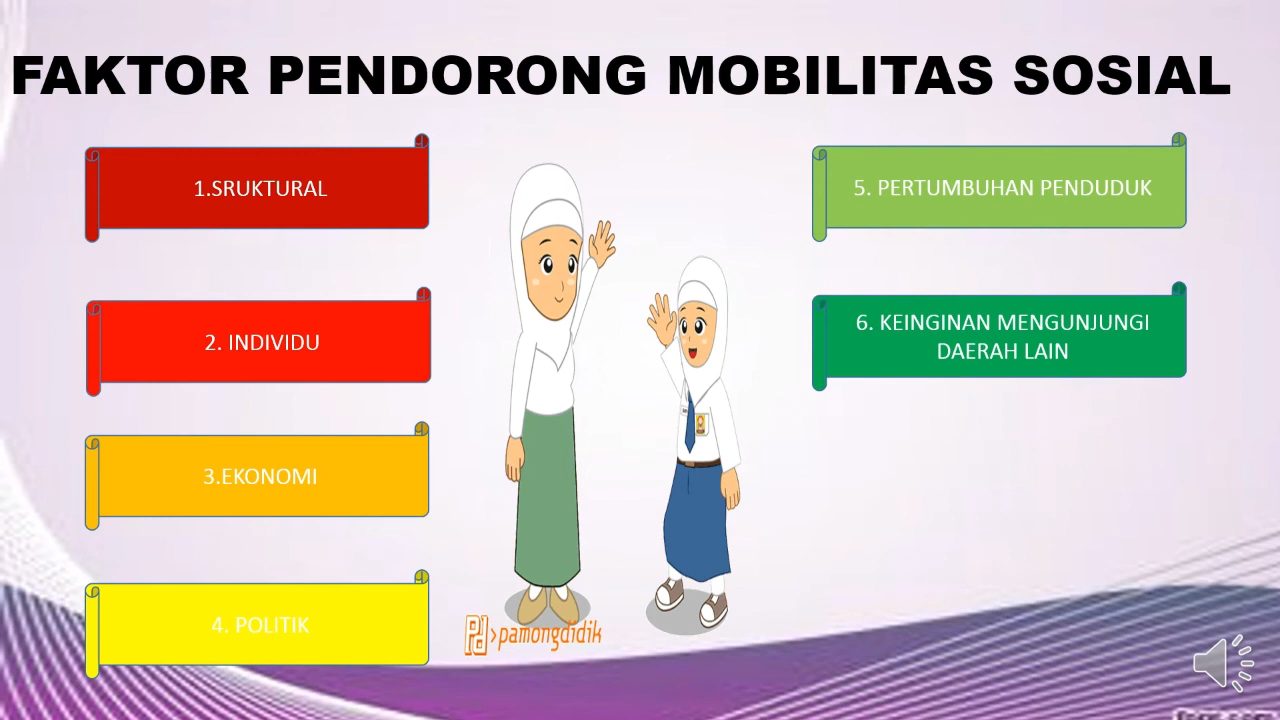 FAKTOR PENDORONG MOBILITAS SOSIAL
1.SRUKTURAL
2. INDIVIDU
3.EKONOMI
4. POLITIK
5. PERTUMBUHAN PENDUDUK
6. KEINGINAN MENGUNJUNGI
DAERAH LAIN
Pd>pamongdidik